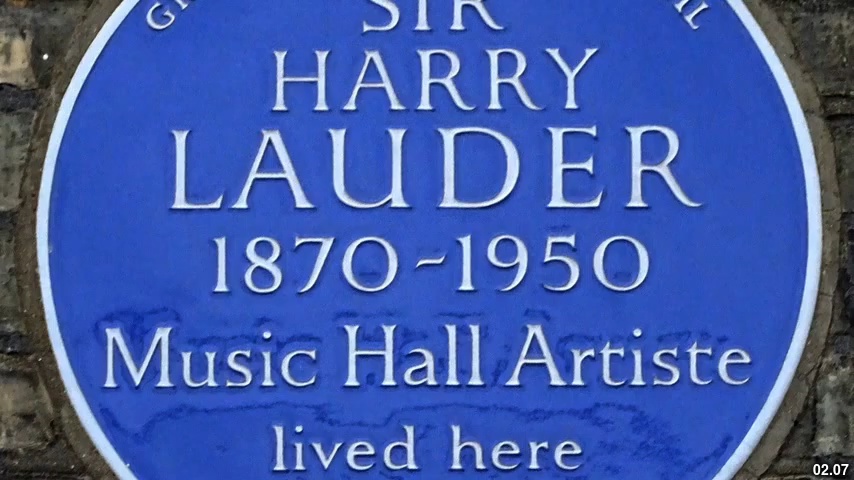 SIR
HARRY
LAUDER
1870~1950
Music Hall Artiste
lived here
02.07